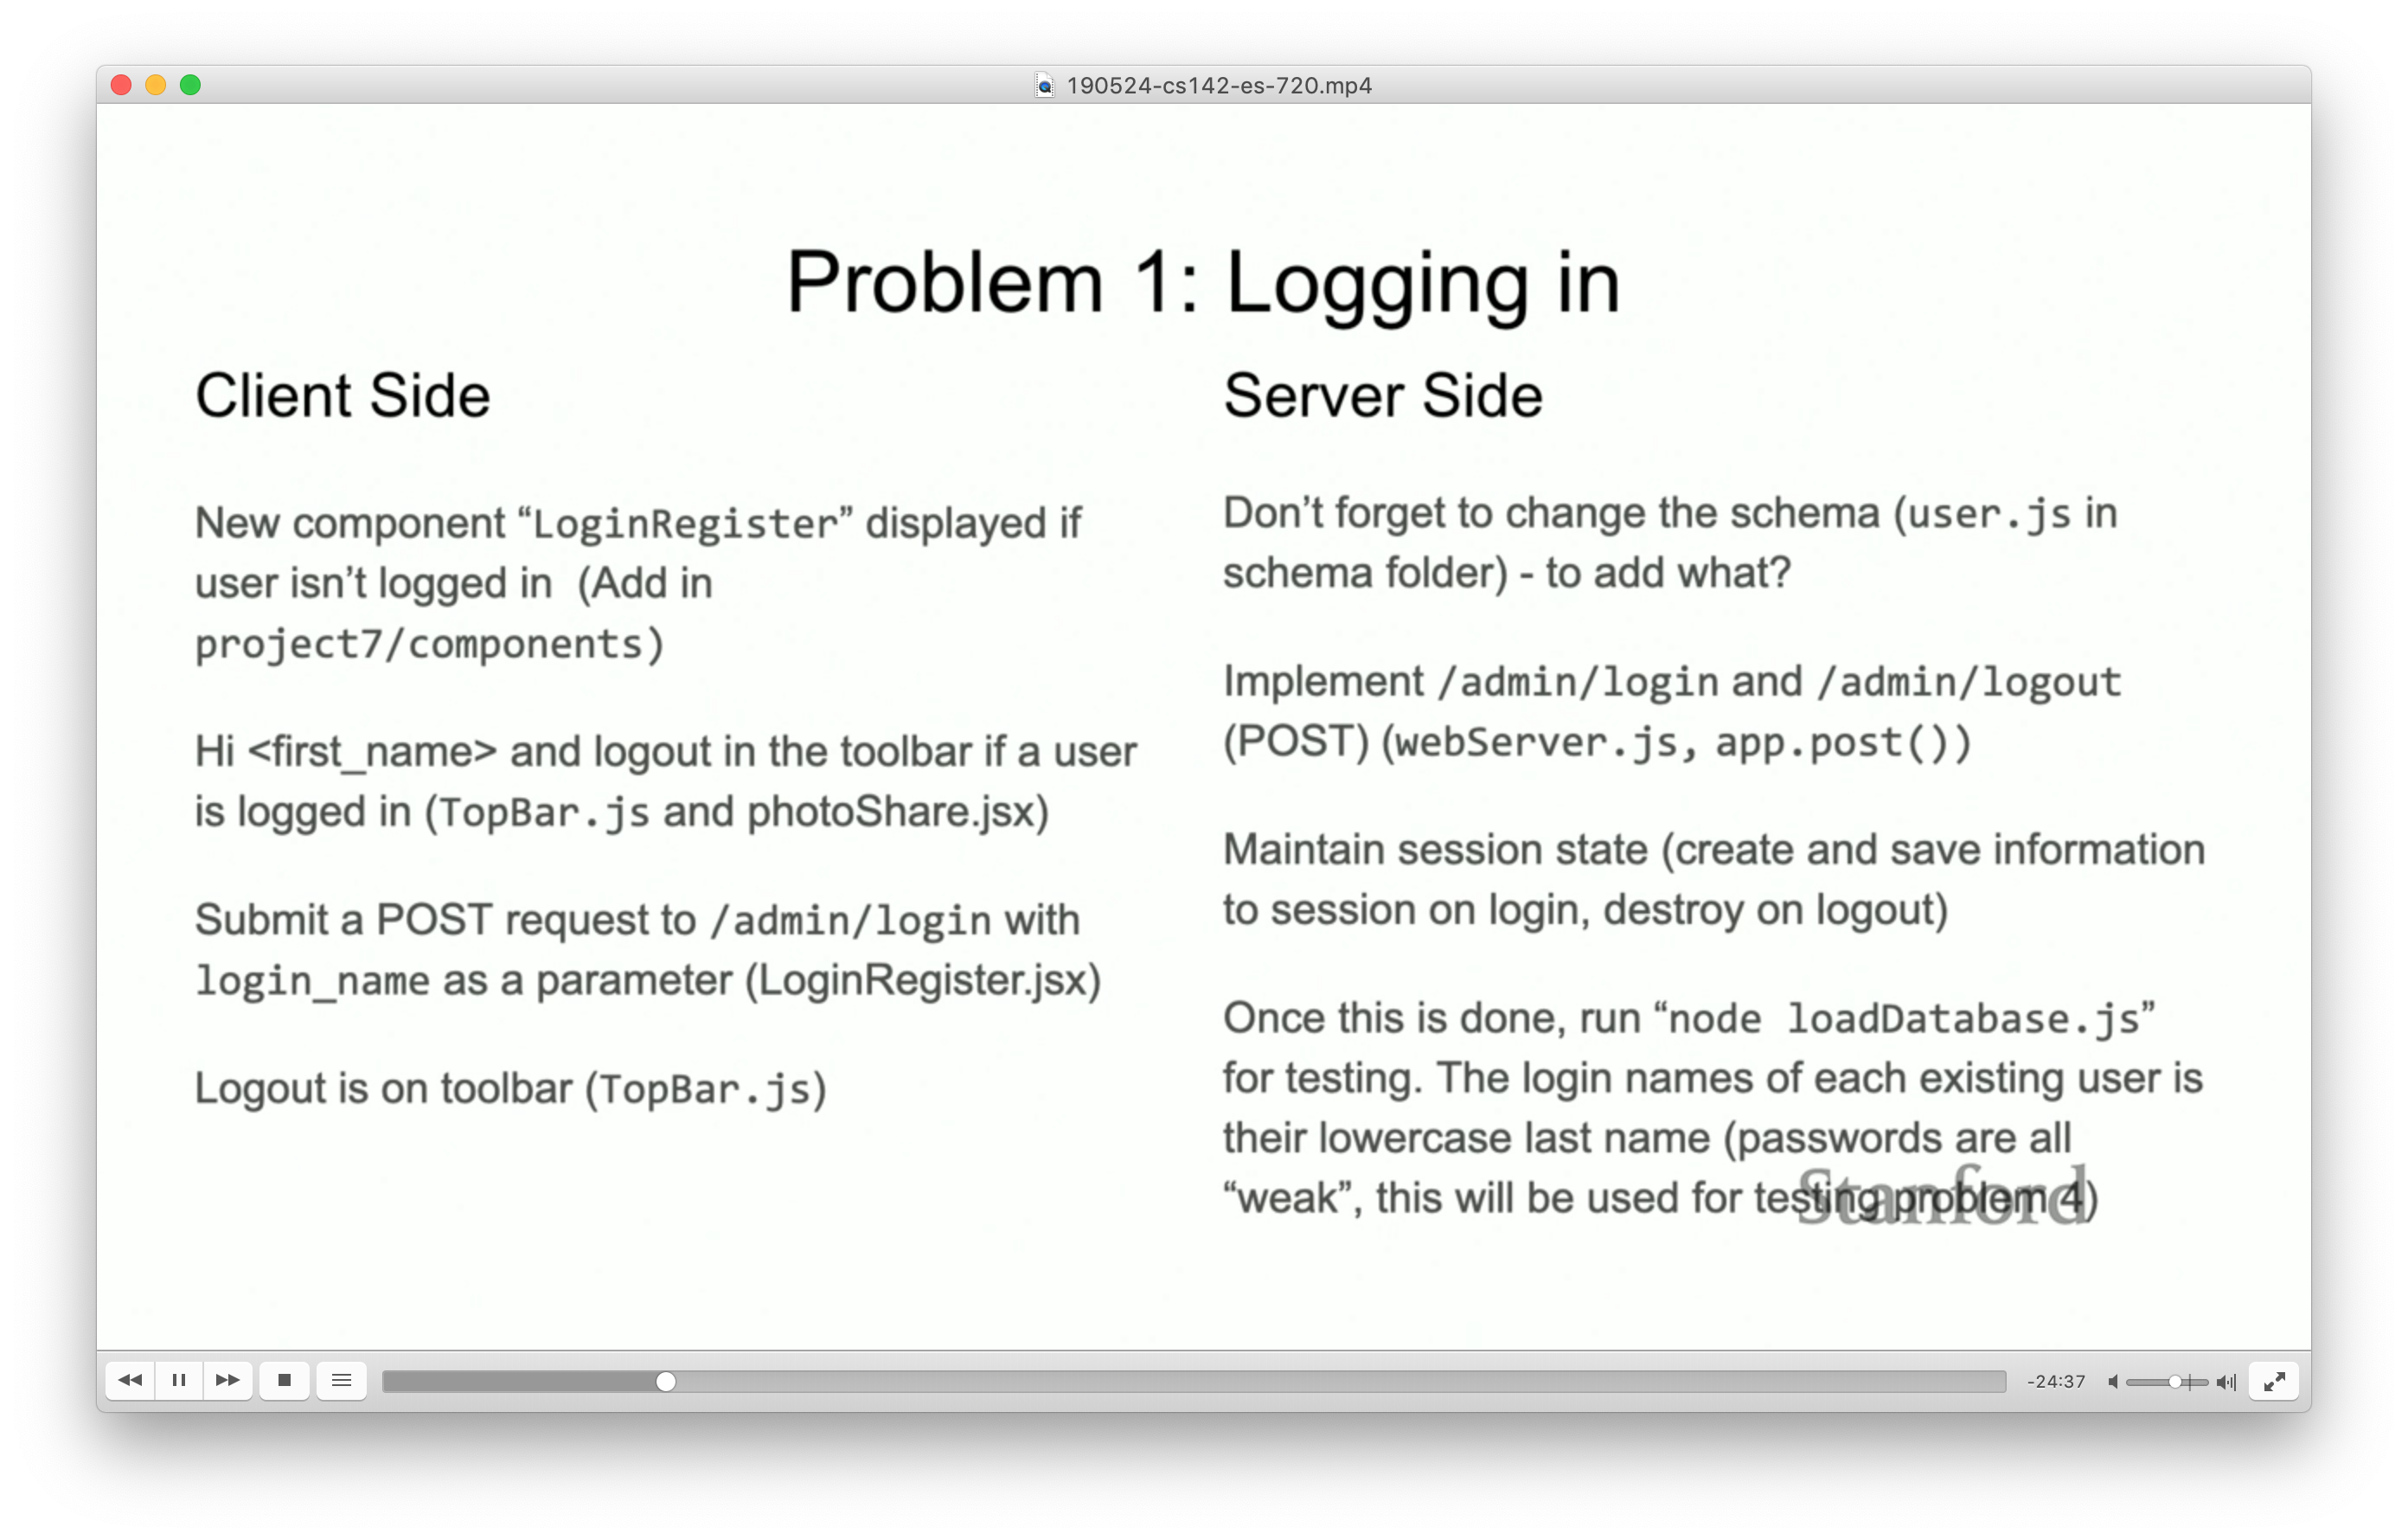 190524-cs142-es-720.mp4
Problem 1: Logging in
Client Side
New component “LoginRegister” displayed if
user isn’t logged in (Add in
project7/components)
Hi <first_name> and logout in the toolbar if a user
is logged in (TopBar.js and photoShare.jsx)
Submit a POST request to /admin/login with
login_name as a parameter (LoginRegister.jsx)
Logout is on toolbar (TopBar.js)
Server Side
Don’t forget to change the schema (user.js in
schema folder) - to add what?
Implement /admin/login and /admin/logout
(POST) (webServer.js, app.post())
Maintain session state (create and save information
to session on login, destroy on logout)
Once this is done, run “node loadDatabase.js”
for testing. The login names of each existing user is
their lowercase last name (passwords are all
“weak”, this will be used for testing problem 4)
Stanford
-24:37